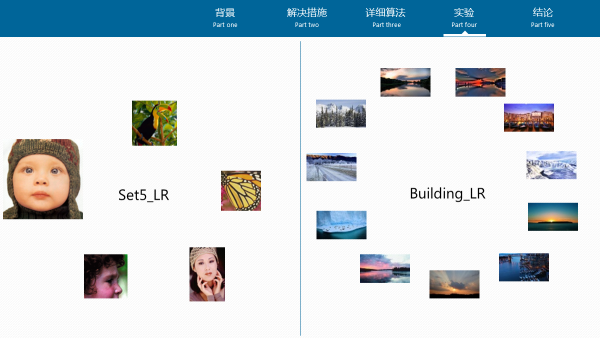 背景
Part one
解决措施
Part two
详细算法
Part three
实验
Part four
结论
Part five
Set5_LR
Building_LR